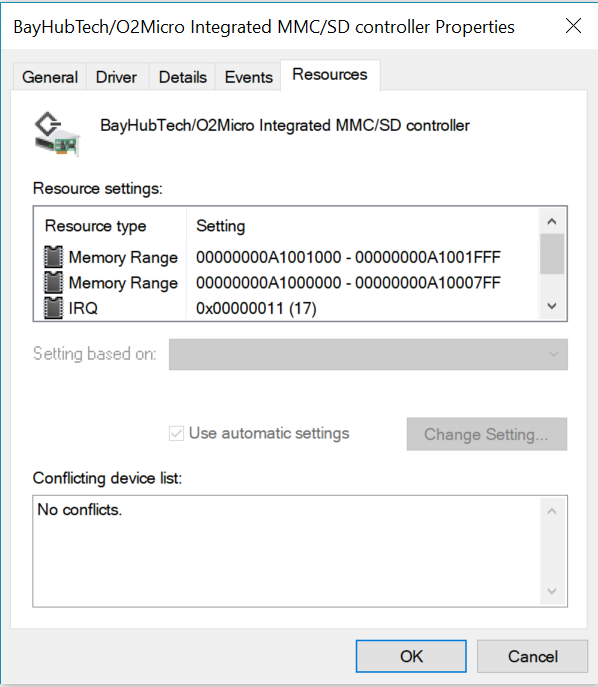 BayHubTech/O2Micro Integrated MMC/SD controller Properties
General Driver Details Events Resources
BayHubTech/O2Micro Integrated MMC/SD controller
Resource settings:
Resource type Setting
Memory Range 00000000A1001000 - 00000000A1001FFF
Memory Range 00000000A1000000 - 00000000A10007FF
IRQ 0x00000011 (17)
Setting based on:
Use automatic settings Change Setting...
Conflicting device list:
No conflicts.
OK Cancel